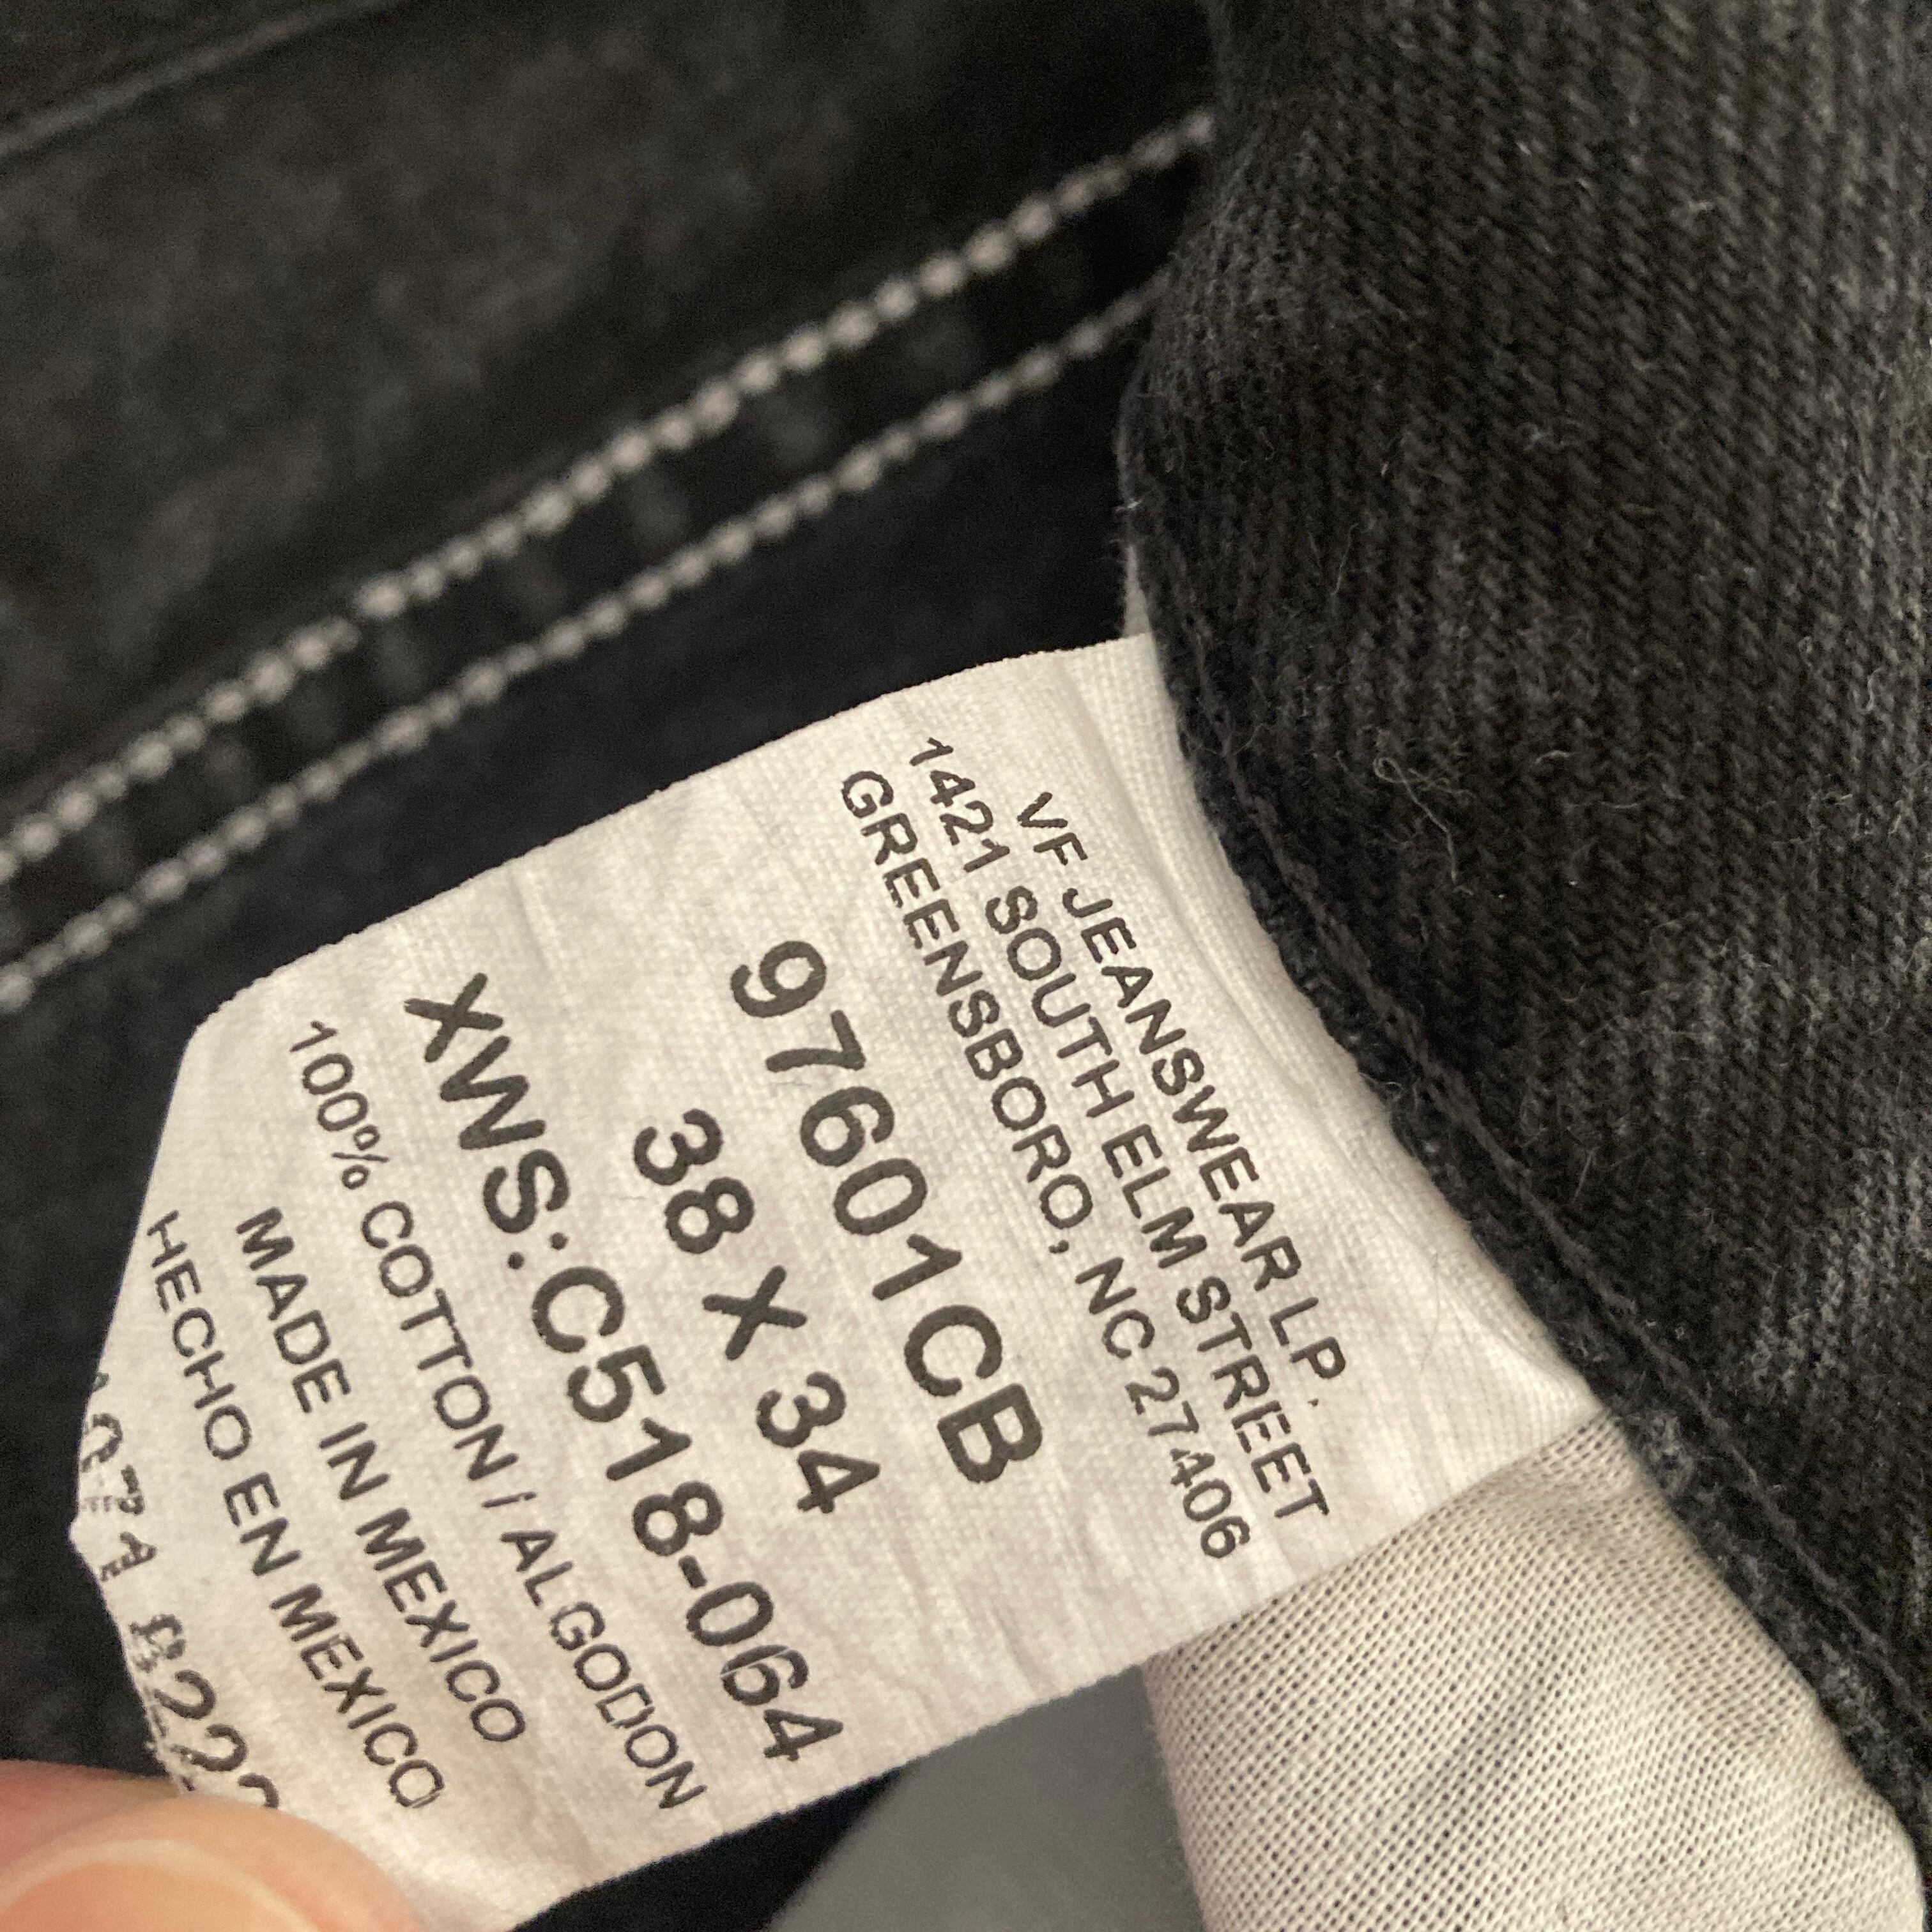 VF JEANSWEAR LP.
1421 SOUTH ELM STREET
GREENSBORO, NC 27406
97601CB
38 X 34
XWS:C518-064
100% COTTON / ALGODON
MADE IN MEXICO
HECHO EN MEXICO